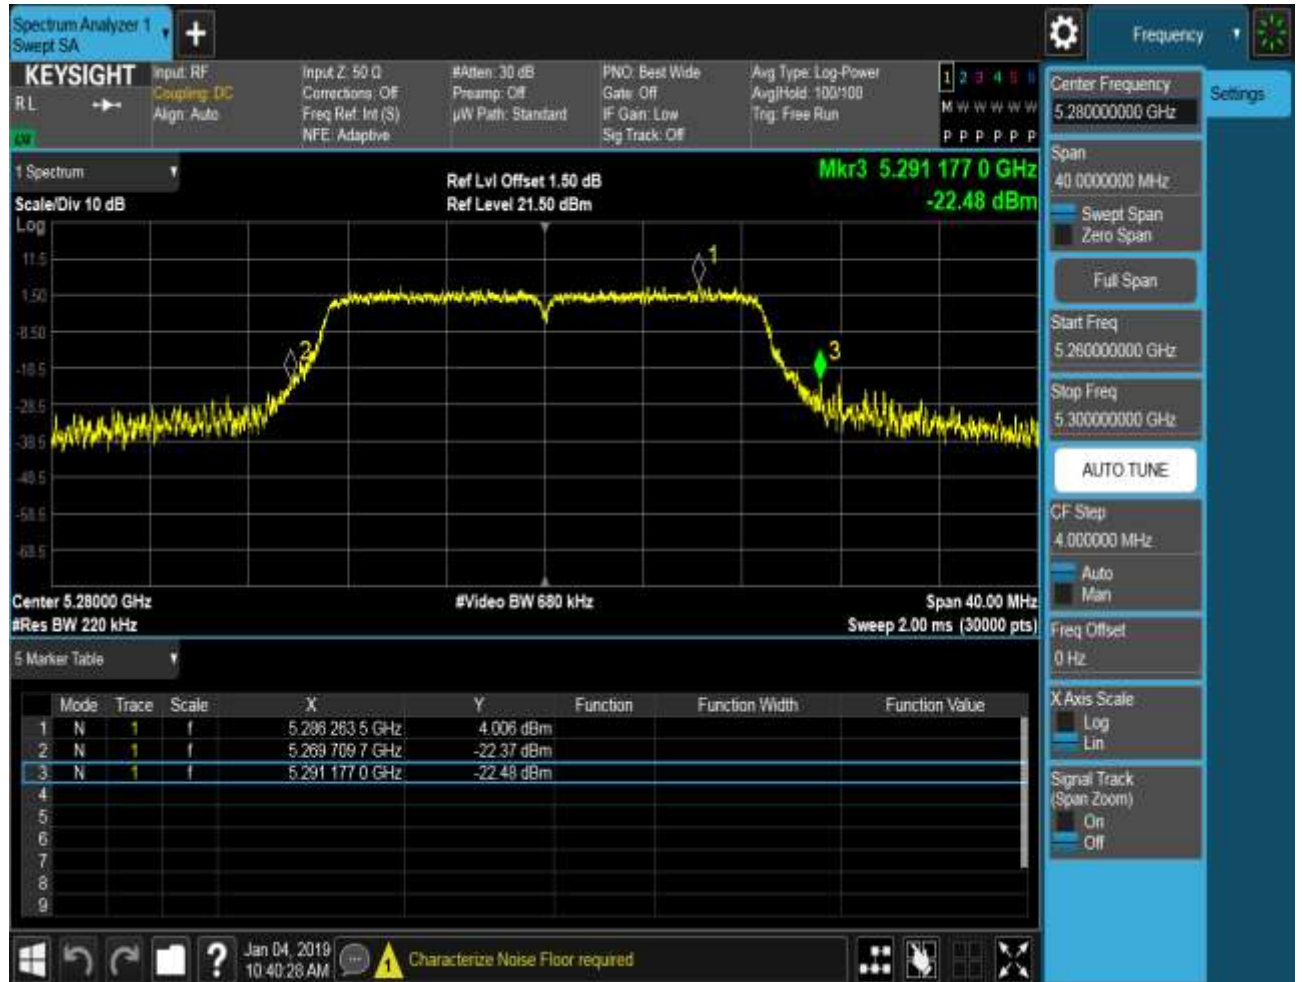 Spectrum Analyzer 1
Swept SA
Frequency
KEYSIGHT
RL
Input: RF
Coupling: DC
Align: Auto
Input Z: 50 Ω
Corrections: Off
Freq Ref: Int (S)
NFE: Adaptive
#Atten: 30 dB
Preamp: Off
µW Path: Standard
PNO: Best Wide
Gate: Off
IF Gain: Low
Sig Track: Off
Avg Type: Log-Power
Avg|Hold: 100/100
Trig: Free Run
1 2 3 4 5 6
M W W W W W
P P P P P P
1 Spectrum
Scale/Div 10 dB
Ref Lvl Offset 1.50 dB
Ref Level 21.50 dBm
Mkr3 5.291 177 0 GHz
-22.48 dBm
Log
11.5
1.50
-8.50
-18.5
-28.5
-38.5
-48.5
-58.5
-68.5
1
2
3
Center 5.28000 GHz
#Video BW 680 kHz
Span 40.00 MHz
#Res BW 220 kHz
Sweep 2.00 ms (30000 pts)
5 Marker Table
Mode Trace Scale X Y Function Function Width Function Value
1 N 1 f 5.286 263 5 GHz 4.006 dBm
2 N 1 f 5.269 709 7 GHz -22.37 dBm
3 N 1 f 5.291 177 0 GHz -22.48 dBm
4
5
6
7
8
9
Jan 04, 2019
10:40:28 AM
Characterize Noise Floor required
Center Frequency
5.280000000 GHz
Settings
Span
40.0000000 MHz
Swept Span
Zero Span
Full Span
Start Freq
5.260000000 GHz
Stop Freq
5.300000000 GHz
AUTO TUNE
CF Step
4.000000 MHz
Auto
Man
Freq Offset
0 Hz
X Axis Scale
Log
Lin
Signal Track
(Span Zoom)
On
Off